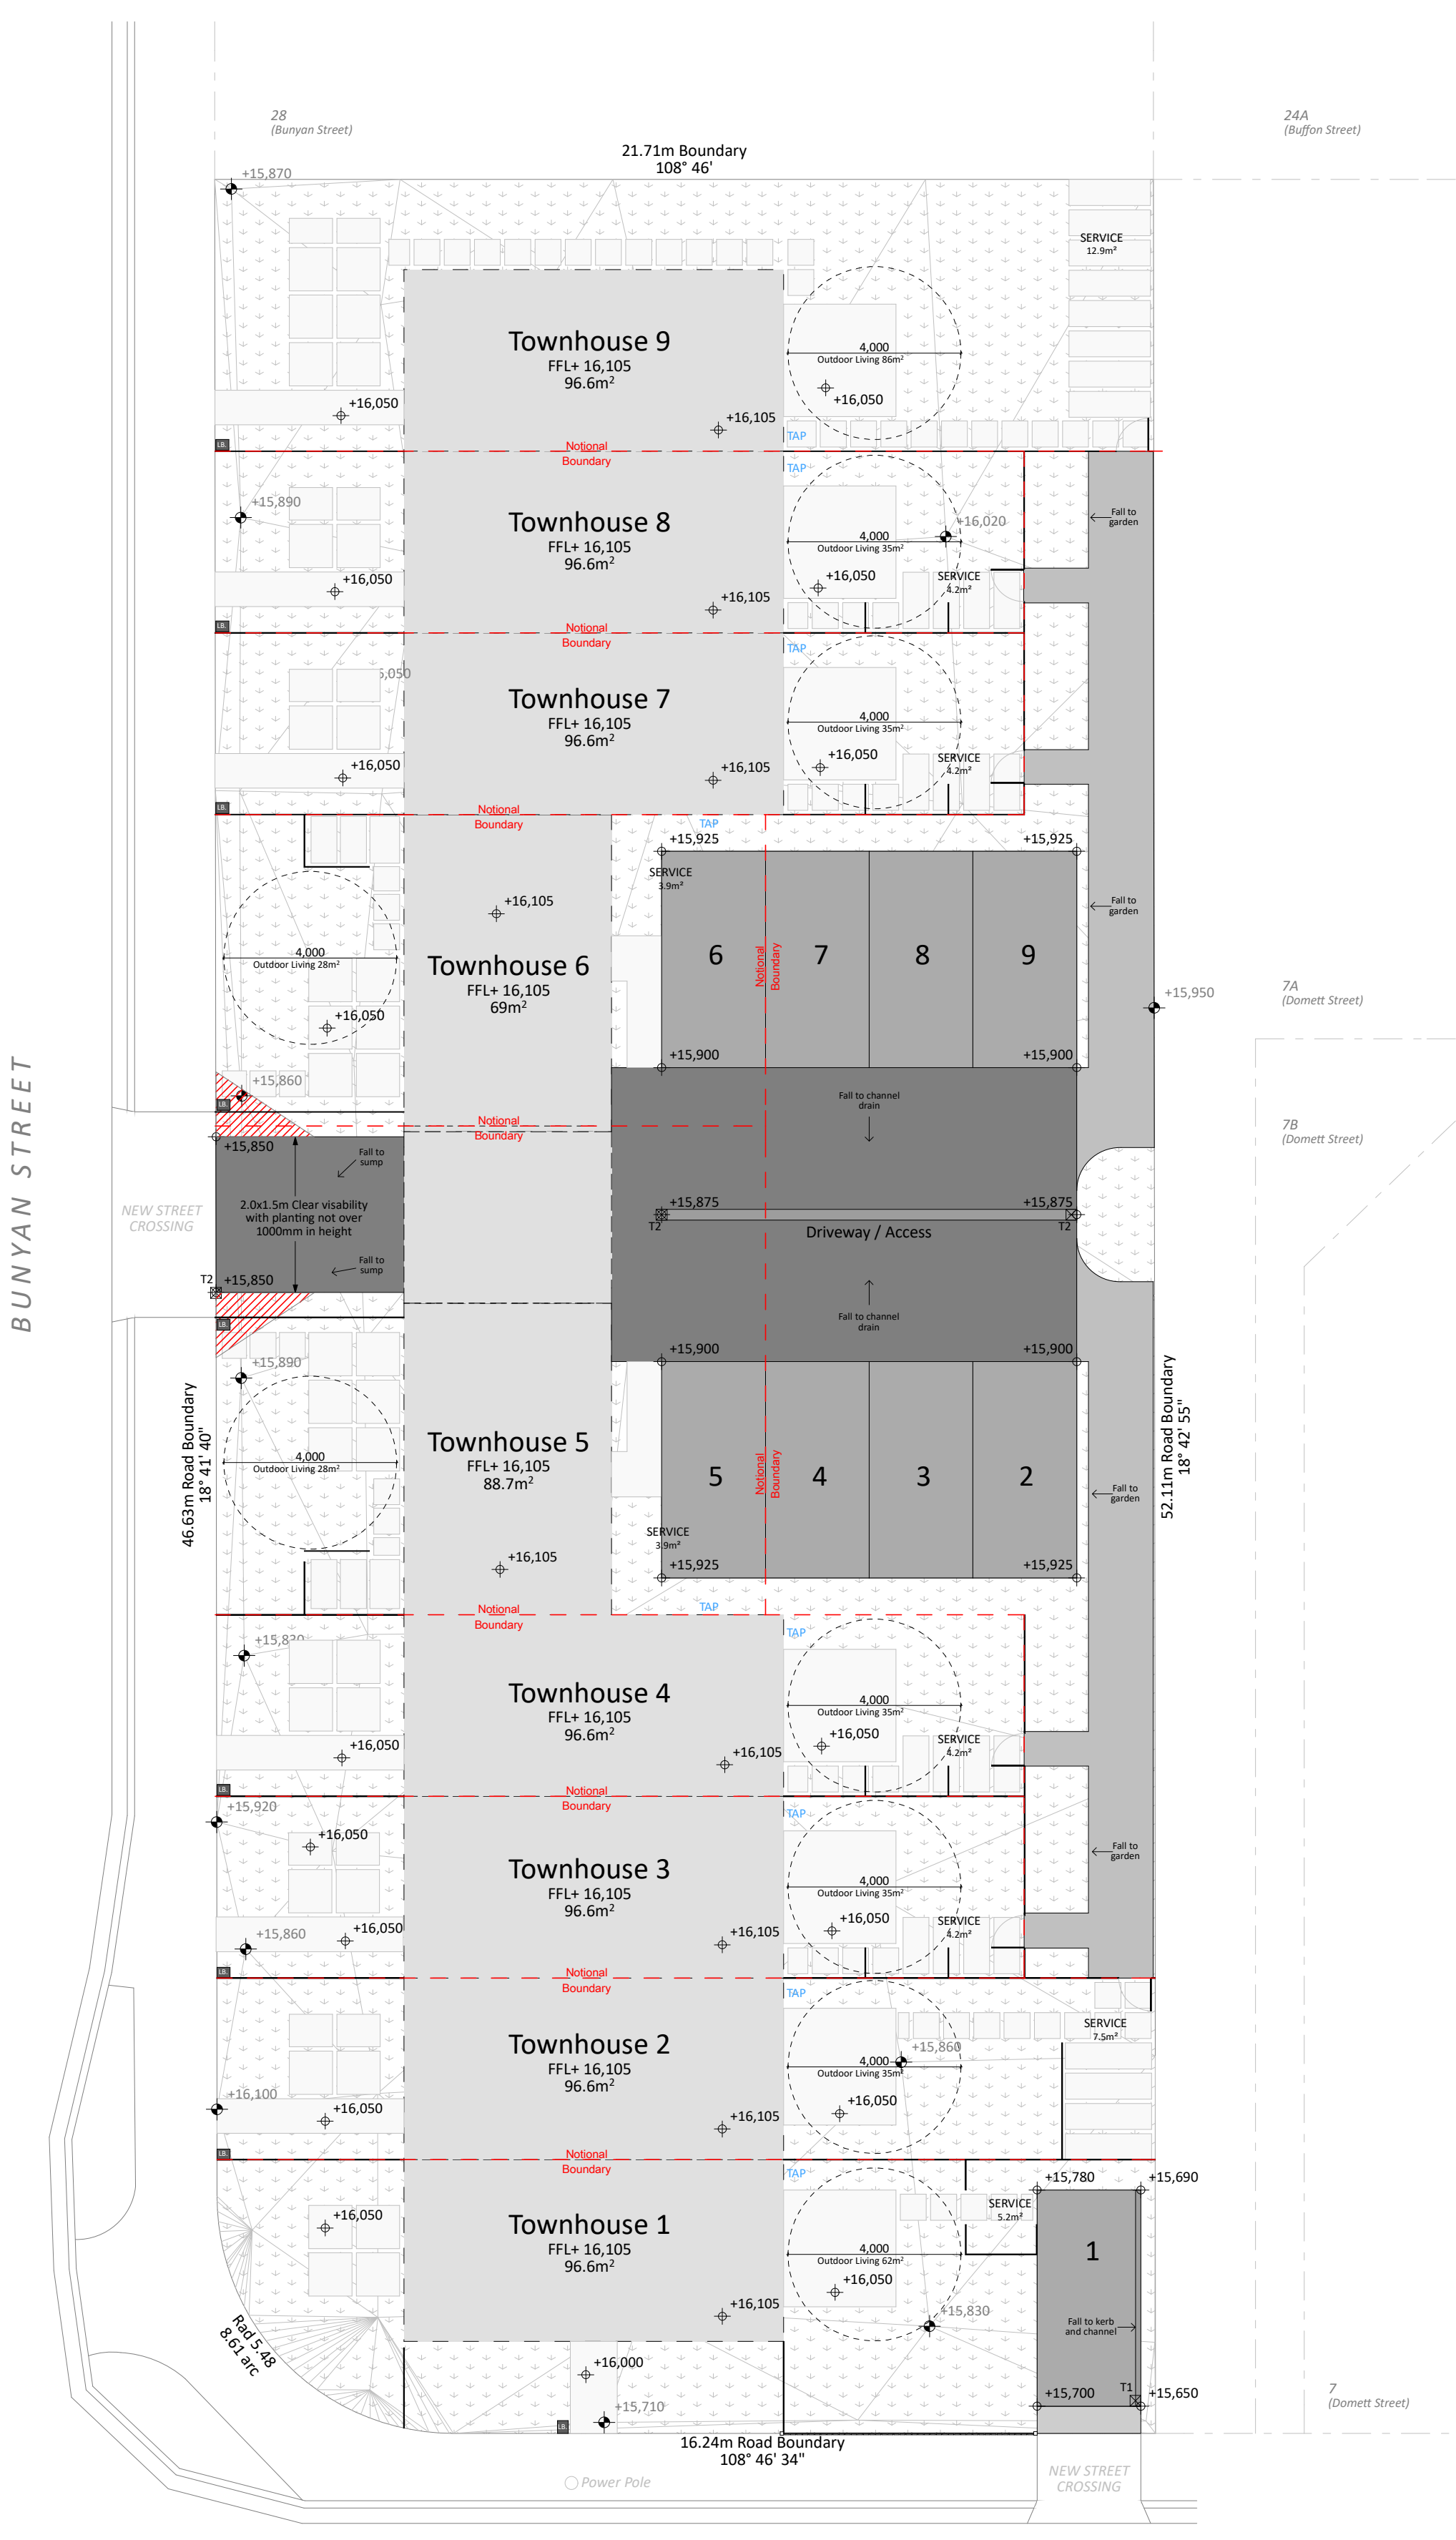 28
(Bunyan Street)
24A
(Buffon Street)
21.71m Boundary
108° 46'
+15,870
SERVICE
12.9m²
Townhouse 9
FFL+ 16,105
96.6m²
4,000
Outdoor Living 86m²
+16,050
+16,050
+16,105
TAP
LB.
Notional
Boundary
TAP
+15,890
Townhouse 8
FFL+ 16,105
96.6m²
+16,020
4,000
Outdoor Living 35m²
Fall to
garden
+16,050
+16,050
SERVICE
4.2m²
+16,105
LB.
Notional
Boundary
TAP
5,050
Townhouse 7
FFL+ 16,105
96.6m²
4,000
Outdoor Living 35m²
+16,050
+16,050
SERVICE
4.2m²
+16,105
LB.
Notional
Boundary
TAP
+15,925
+15,925
SERVICE
3.9m²
+16,105
Fall to
garden
4,000
Outdoor Living 28m²
Townhouse 6
FFL+ 16,105
69m²
6
Notional
Boundary
7
8
9
+16,050
+15,950
7A
(Domett Street)
+15,900
+15,900
+15,860
LB.
Fall to channel
drain
Notional
Boundary
7B
(Domett Street)
+15,850
Fall to
sump
BUNYAN STREET
NEW STREET
CROSSING
2.0x1.5m Clear visability
with planting not over
1000mm in height
+15,875
+15,875
T2
T2
Driveway / Access
Fall to
sump
T2
+15,850
LB.
Fall to channel
drain
+15,900
+15,900
+15,890
46.63m Road Boundary
18° 41' 40"
52.11m Road Boundary
18° 42' 55"
4,000
Outdoor Living 28m²
Townhouse 5
FFL+ 16,105
88.7m²
5
Notional
Boundary
4
3
2
Fall to
garden
SERVICE
3.9m²
+16,105
+15,925
+15,925
Notional
Boundary
TAP
TAP
Townhouse 4
FFL+ 16,105
96.6m²
4,000
Outdoor Living 35m²
+16,050
+16,105
+16,050
SERVICE
4.2m²
LB.
Notional
Boundary
+15,920
TAP
+16,050
Townhouse 3
FFL+ 16,105
96.6m²
4,000
Outdoor Living 35m²
Fall to
garden
+15,860
+16,050
+16,105
+16,050
SERVICE
4.2m²
LB.
Notional
Boundary
TAP
Townhouse 2
FFL+ 16,105
96.6m²
SERVICE
7.5m²
+15,860
4,000
Outdoor Living 35m²
+16,100
+16,050
+16,105
+16,050
LB.
Notional
Boundary
TAP
+15,780
+15,690
+16,050
Townhouse 1
FFL+ 16,105
96.6m²
SERVICE
5.2m²
4,000
Outdoor Living 62m²
1
+16,050
+16,105
+15,830
Fall to kerb
and channel
Rad 5.48
8.61 arc
+16,000
T1
+15,700
+15,650
+15,710
LB.
7
(Domett Street)
16.24m Road Boundary
108° 46' 34"
Power Pole
NEW STREET
CROSSING